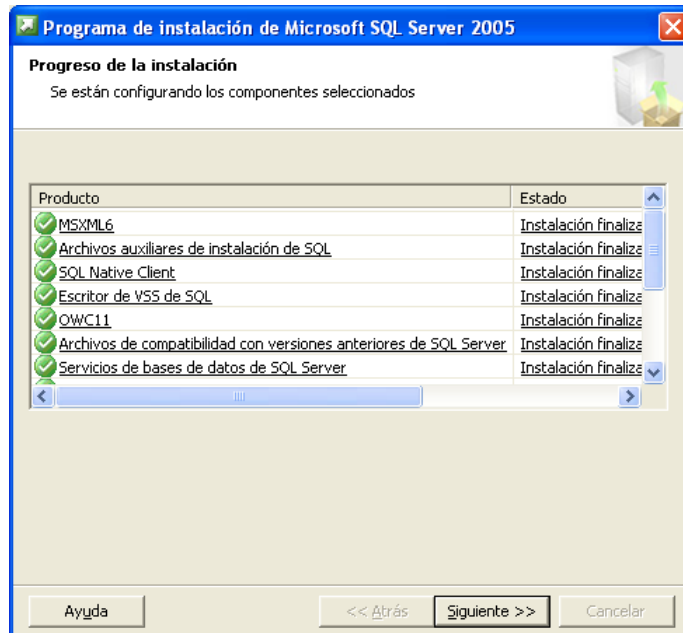 Programa de instalación de Microsoft SQL Server 2005
Progreso de la instalación
Se están configurando los componentes seleccionados
Producto Estado
MSXML6 Instalación finaliza
Archivos auxiliares de instalación de SQL Instalación finaliza
SQL Native Client Instalación finaliza
Escritor de VSS de SQL Instalación finaliza
OWC11 Instalación finaliza
Archivos de compatibilidad con versiones anteriores de SQL Server Instalación finaliza
Servicios de bases de datos de SQL Server Instalación finaliza
Ayuda << Atrás Siguiente >> Cancelar